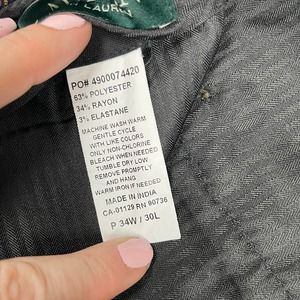 LAUREN
PO# 4900074420
63% POLYESTER
34% RAYON
3% ELASTANE
MACHINE WASH WARM
GENTLE CYCLE
WITH LIKE COLORS
ONLY NON-CHLORINE
BLEACH WHEN NEEDED
TUMBLE DRY LOW
REMOVE PROMPTLY
AND HANG
WARM IRON IF NEEDED
MADE IN INDIA
CA-01129 RN 90736
P 34W / 30L